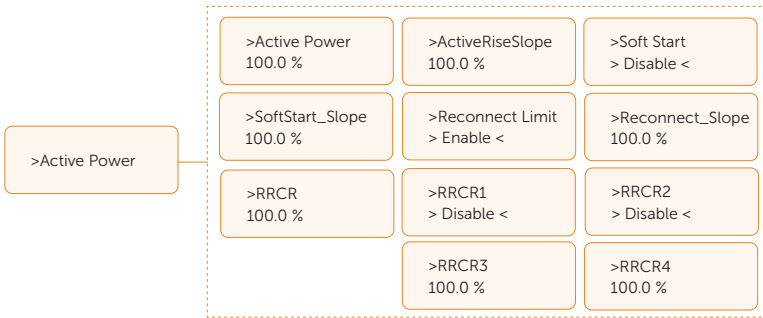 >Active Power
>Active Power
100.0 %
>ActiveRiseSlope
100.0 %
>Soft Start
> Disable <
>SoftStart_Slope
100.0 %
>Reconnect Limit
> Enable <
>Reconnect_Slope
100.0 %
>RRCR
100.0 %
>RRCR1
> Disable <
>RRCR2
> Disable <
>RRCR3
100.0 %
>RRCR4
100.0 %